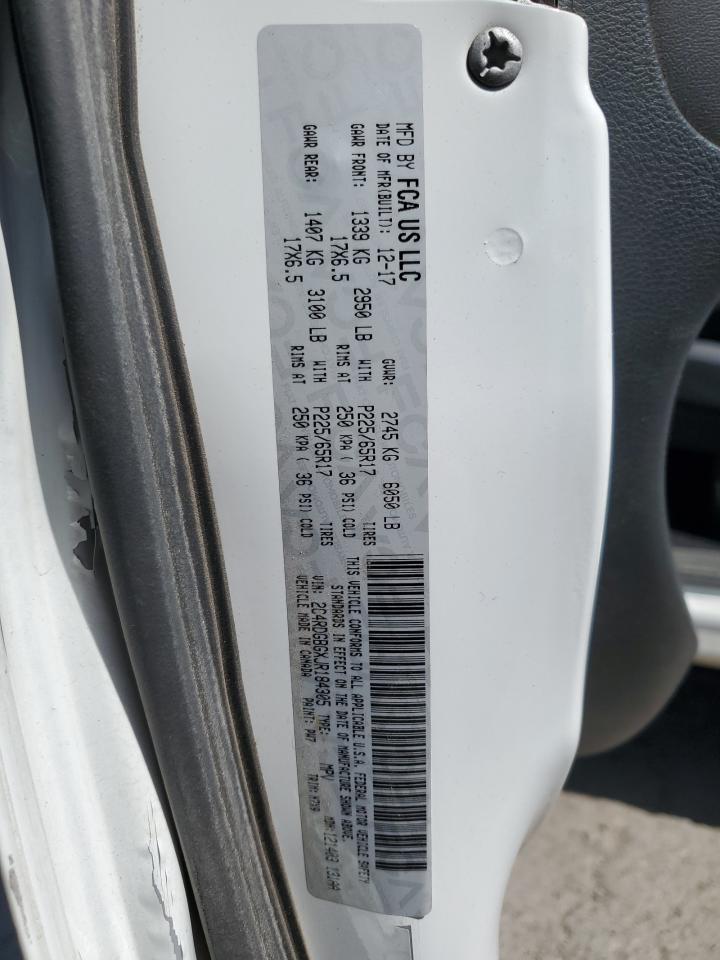 MFD BY FCA US LLC
DATE OF MFR(BUILT): 12-17 GVWR: 2745 KG 6050 LB
GAWR FRONT: 1339 KG 2950 LB WITH P225/65R17 TIRES
17X6.5 RIMS AT 250 KPA ( 36 PSI) COLD
GAWR REAR: 1407 KG 3100 LB WITH P225/65R17 TIRES
17X6.5 RIMS AT 250 KPA ( 36 PSI) COLD
THIS VEHICLE CONFORMS TO ALL APPLICABLE U.S.A. FEDERAL MOTOR VEHICLE SAFETY
STANDARDS IN EFFECT ON THE DATE OF MANUFACTURE SHOWN ABOVE.
VIN: 2C4RDGBGXJR184305 TYPE: MPV
VEHICLE MADE IN CANADA PAINT: PW7